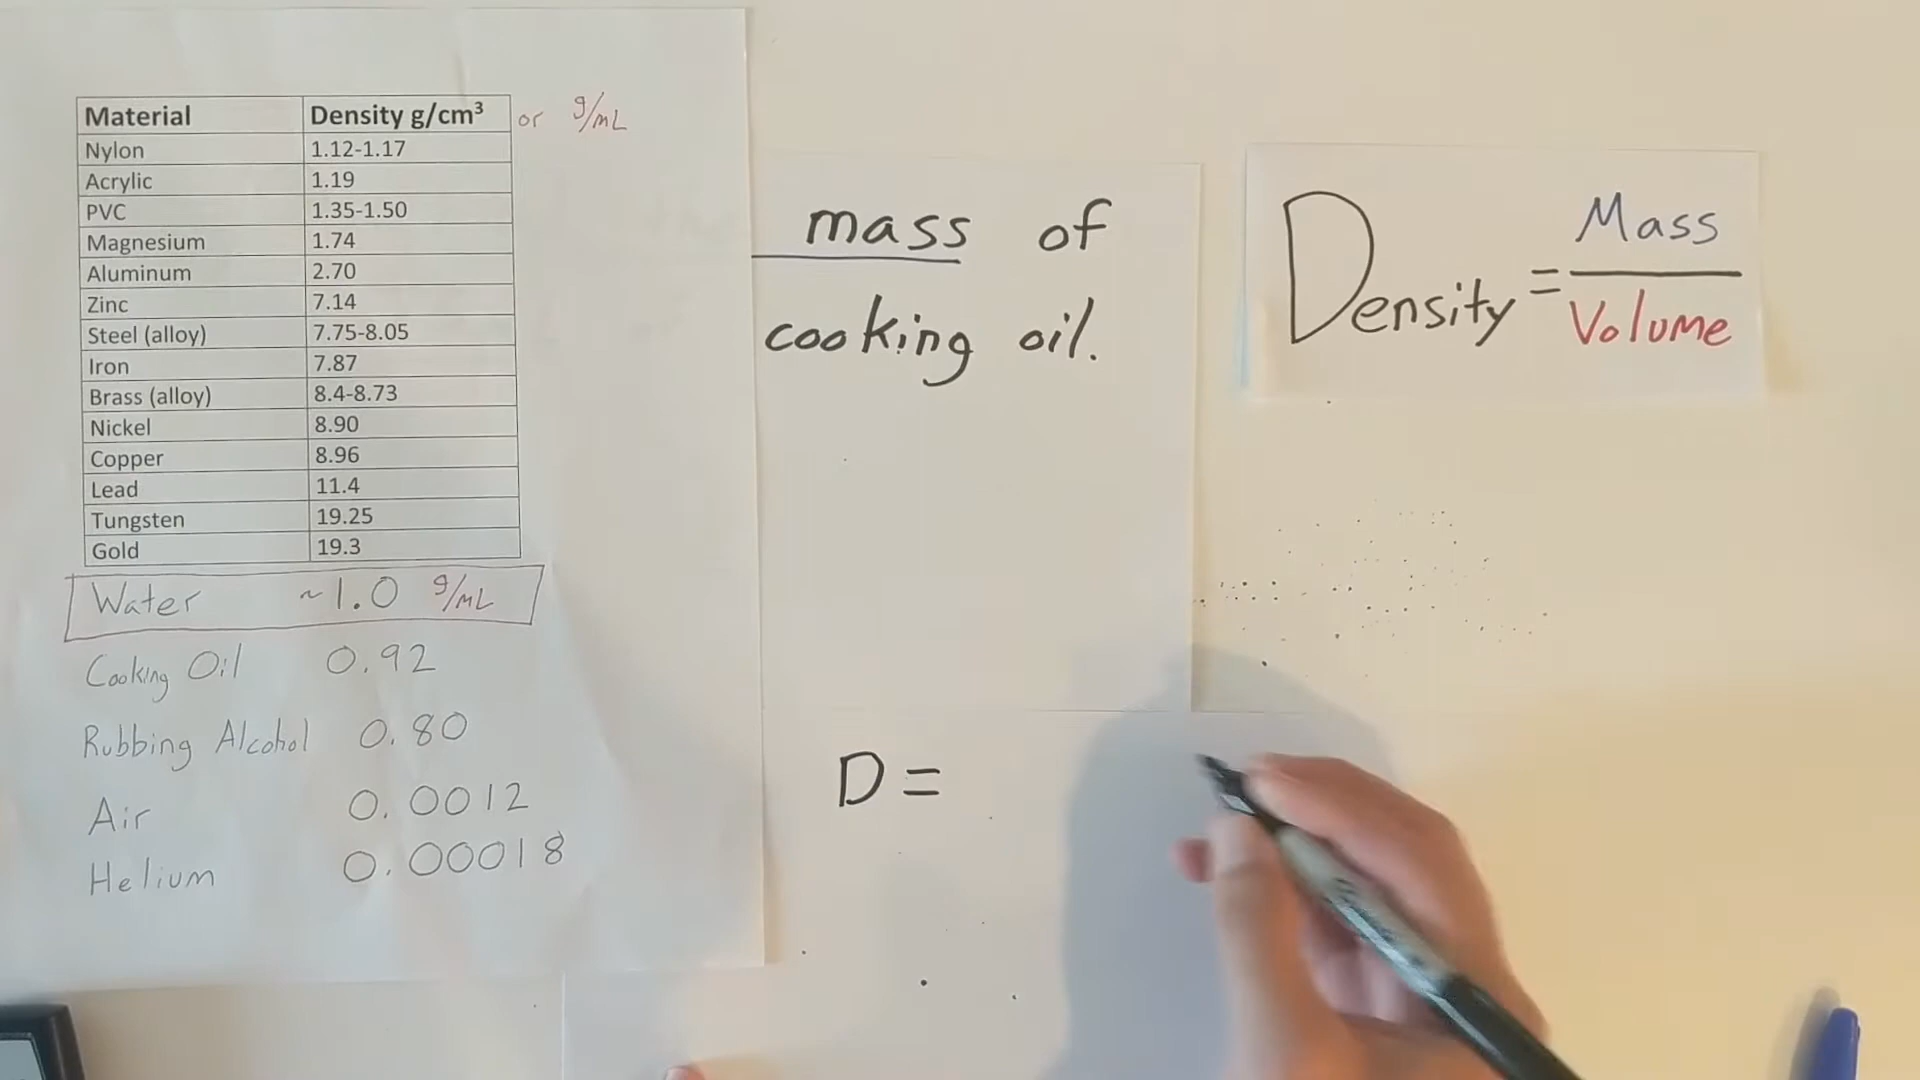 Material Density g/cm³ or g/mL
Nylon 1.12-1.17
Acrylic 1.19
PVC 1.35-1.50
Magnesium 1.74
Aluminum 2.70
Zinc 7.14
Steel (alloy) 7.75-8.05
Iron 7.87
Brass (alloy) 8.4-8.73
Nickel 8.90
Copper 8.96
Lead 11.4
Tungsten 19.25
Gold 19.3
Water ~1.0 g/mL
Cooking Oil 0.92
Rubbing Alcohol 0.80
Air 0.0012
Helium 0.00018
mass of
cooking oil.
D =
Mass
Density =
Volume